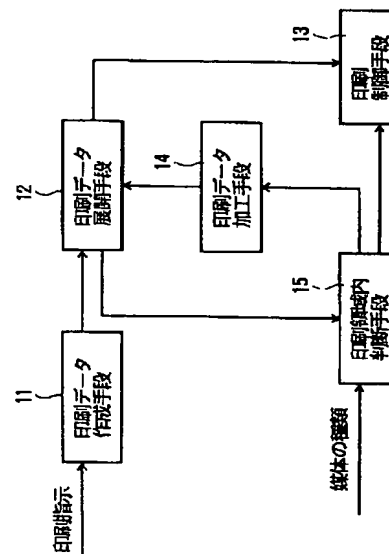 印刷指示
11
印刷データ
作成手段
12
印刷データ
展開手段
14
印刷データ
加工手段
13
印刷
制御手段
媒体の種類
15
印刷領域内
判断手段